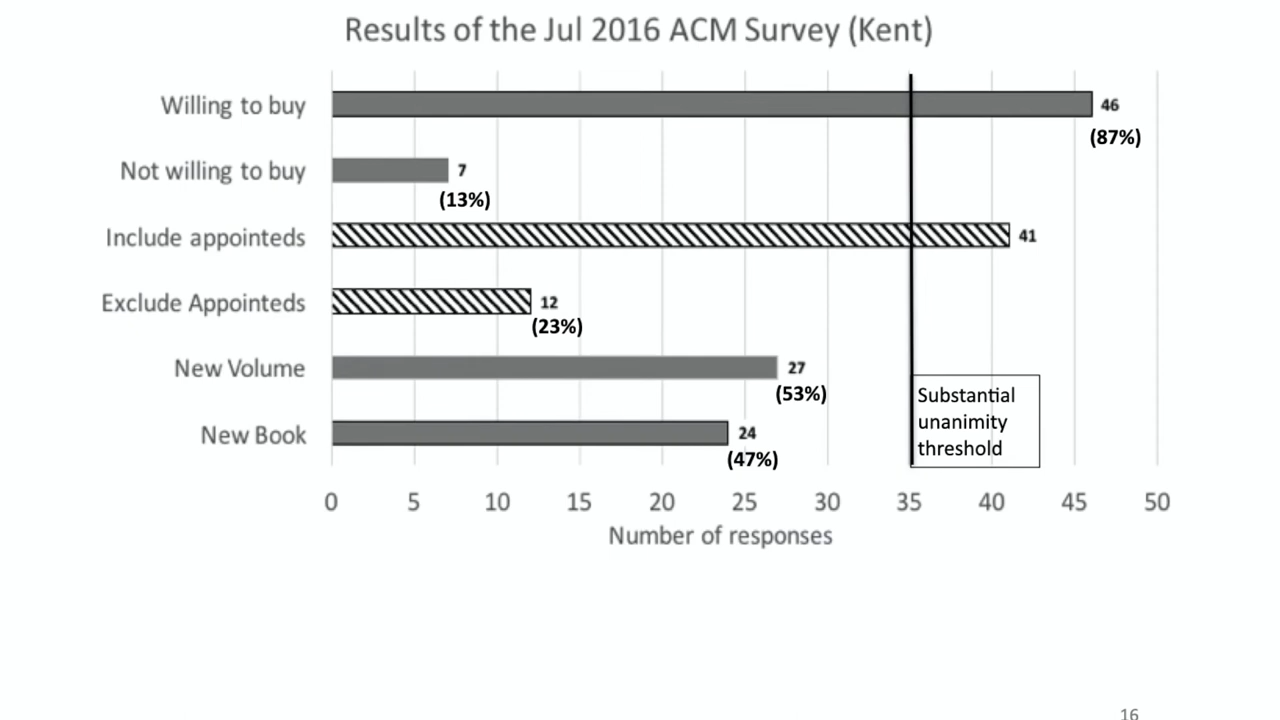 Results of the Jul 2016 ACM Survey (Kent)
Willing to buy
46
(87%)
Not willing to buy
7
(13%)
Include appointeds
41
Exclude Appointeds
12
(23%)
New Volume
27
(53%)
New Book
24
(47%)
Substantial
unanimity
threshold
0 5 10 15 20 25 30 35 40 45 50
Number of responses
16